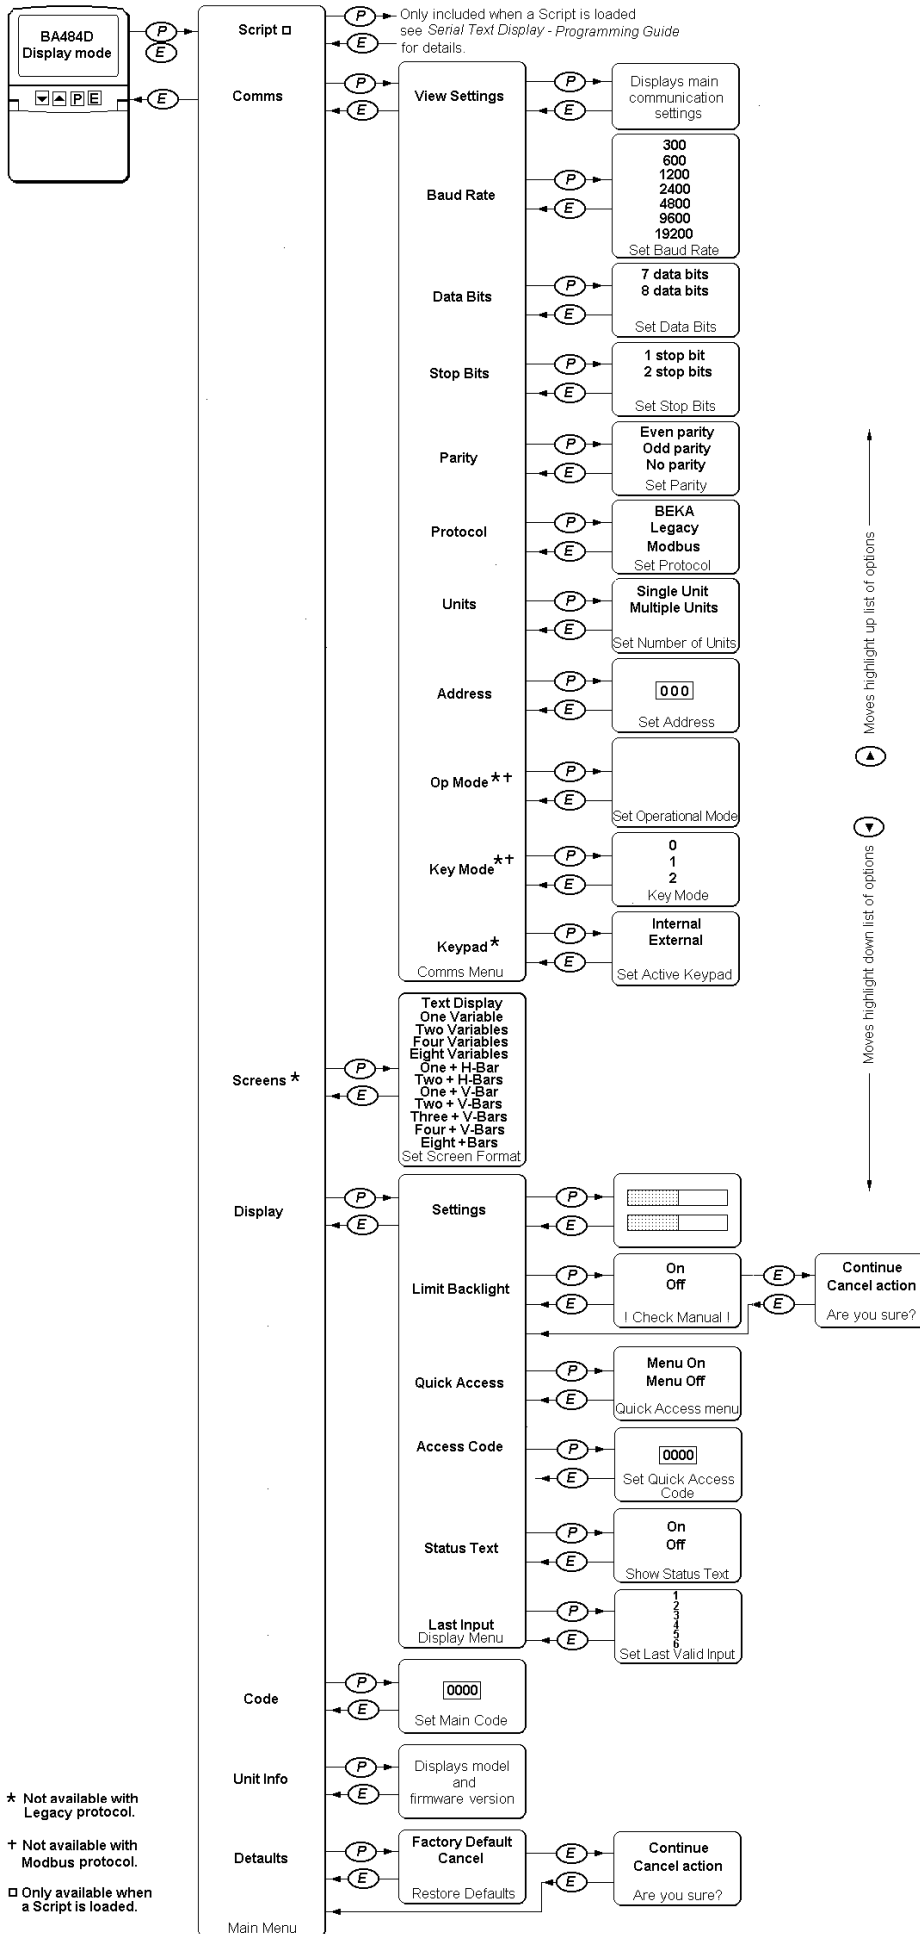 BA484D
Display mode
P
E
E
Script □
P
E
Only included when a Script is loaded
see Serial Text Display - Programming Guide
for details.
Comms
P
E
View Settings
P
E
Displays main
communication
settings
Baud Rate
P
E
300
600
1200
2400
4800
9600
19200
Set Baud Rate
Data Bits
P
E
7 data bits
8 data bits
Set Data Bits
Stop Bits
P
E
1 stop bit
2 stop bits
Set Stop Bits
Parity
P
E
Even parity
Odd parity
No parity
Set Parity
Protocol
P
E
BEKA
Legacy
Modbus
Set Protocol
Units
P
E
Single Unit
Multiple Units
Set Number of Units
Address
P
E
000
Set Address
Op Mode *†
P
E
Set Operational Mode
Key Mode *†
P
E
0
1
2
Key Mode
Keypad *
Comms Menu
P
E
Internal
External
Set Active Keypad
Moves highlight up list of options
Moves highlight down list of options
Screens *
P
E
Text Display
One Variable
Two Variables
Four Variables
Eight Variables
One + H-Bar
Two + H-Bars
One + V-Bar
Two + V-Bars
Three + V-Bars
Four + V-Bars
Eight +Bars
Set Screen Format
Display
P
E
Settings
P
E
Limit Backlight
P
E
On
Off
! Check Manual !
E
E
Continue
Cancel action
Are you sure?
Quick Access
P
E
Menu On
Menu Off
Quick Access menu
Access Code
P
E
0000
Set Quick Access
Code
Status Text
P
E
On
Off
Show Status Text
Last Input
Display Menu
P
E
1
2
3
4
5
6
Set Last Valid Input
Code
P
E
0000
Set Main Code
Unit Info
P
E
Displays model
and
firmware version
Detaults
P
E
Factory Default
Cancel
Restore Defaults
E
E
Continue
Cancel action
Are you sure?
Main Menu
* Not available with
Legacy protocol.
† Not available with
Modbus protocol.
□ Only available when
a Script is loaded.